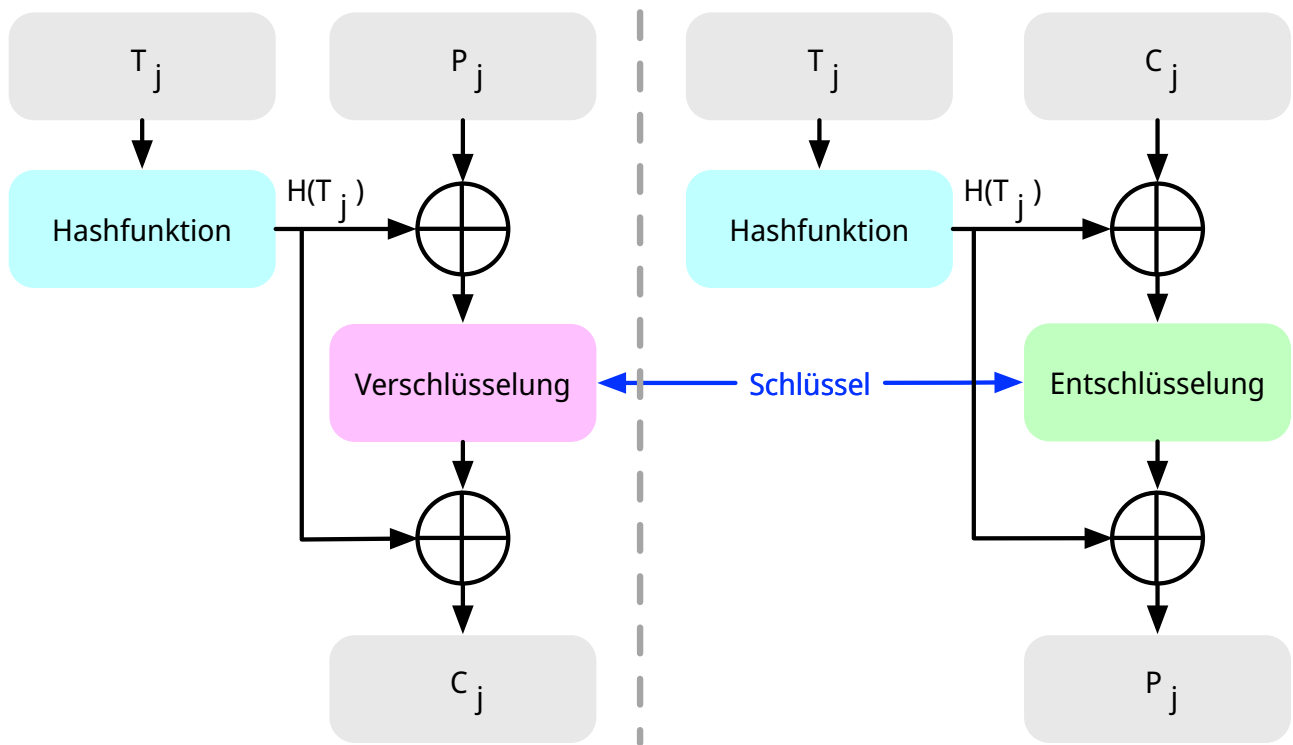 T j
P j
T j
C j
H(T j )
H(T j )
Hashfunktion
Hashfunktion
Verschlüsselung
Schlüssel
Entschlüsselung
C j
P j